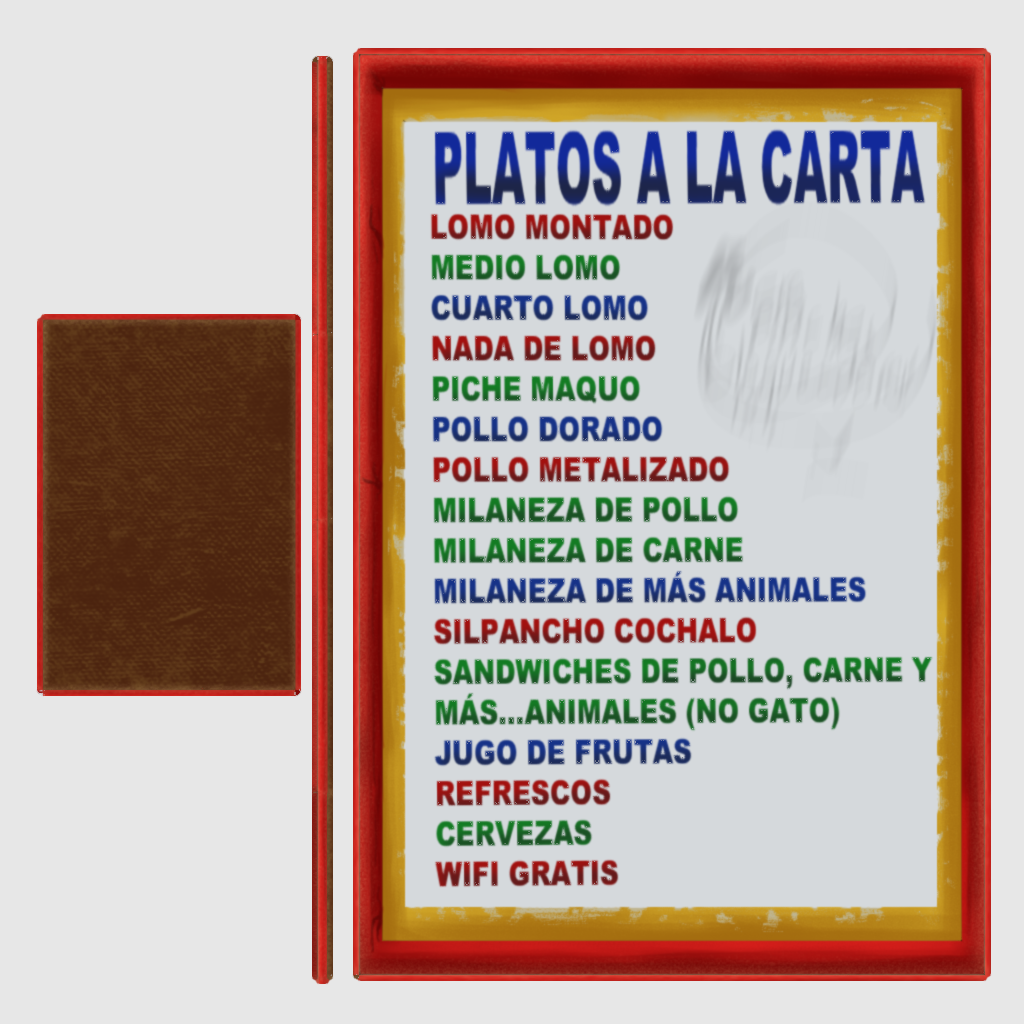 PLATOS A LA CARTA
LOMO MONTADO
MEDIO LOMO
CUARTO LOMO
NADA DE LOMO
PICHE MAQUO
POLLO DORADO
POLLO METALIZADO
MILANEZA DE POLLO
MILANEZA DE CARNE
MILANEZA DE MÁS ANIMALES
SILPANCHO COCHALO
SANDWICHES DE POLLO, CARNE Y
MÁS...ANIMALES (NO GATO)
JUGO DE FRUTAS
REFRESCOS
CERVEZAS
WIFI GRATIS